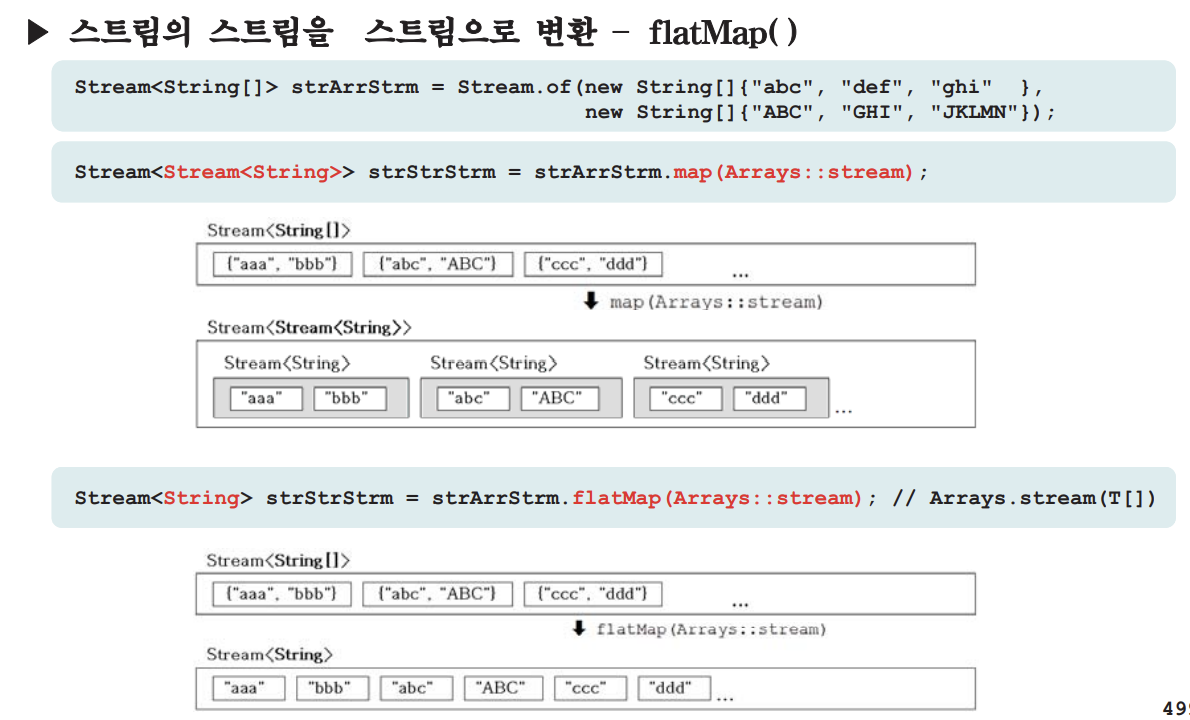 ▶ 스트림의 스트림을 스트림으로 변환 – flatMap()
Stream<String[]> strArrStrm = Stream.of(new String[]{"abc", "def", "ghi" },
new String[]{"ABC", "GHI", "JKLMN"});
Stream<Stream<String>> strStrStrm = strArrStrm.map(Arrays::stream);
Stream<String[]>
{"aaa", "bbb"} {"abc", "ABC"} {"ccc", "ddd"} ...
⬇ map(Arrays::stream)
Stream<Stream<String>>
Stream<String> Stream<String> Stream<String>
"aaa" "bbb" "abc" "ABC" "ccc" "ddd" ...
Stream<String> strStrStrm = strArrStrm.flatMap(Arrays::stream); // Arrays.stream(T[])
Stream<String[]>
{"aaa", "bbb"} {"abc", "ABC"} {"ccc", "ddd"} ...
⬇ flatMap(Arrays::stream)
Stream<String>
"aaa" "bbb" "abc" "ABC" "ccc" "ddd" ...